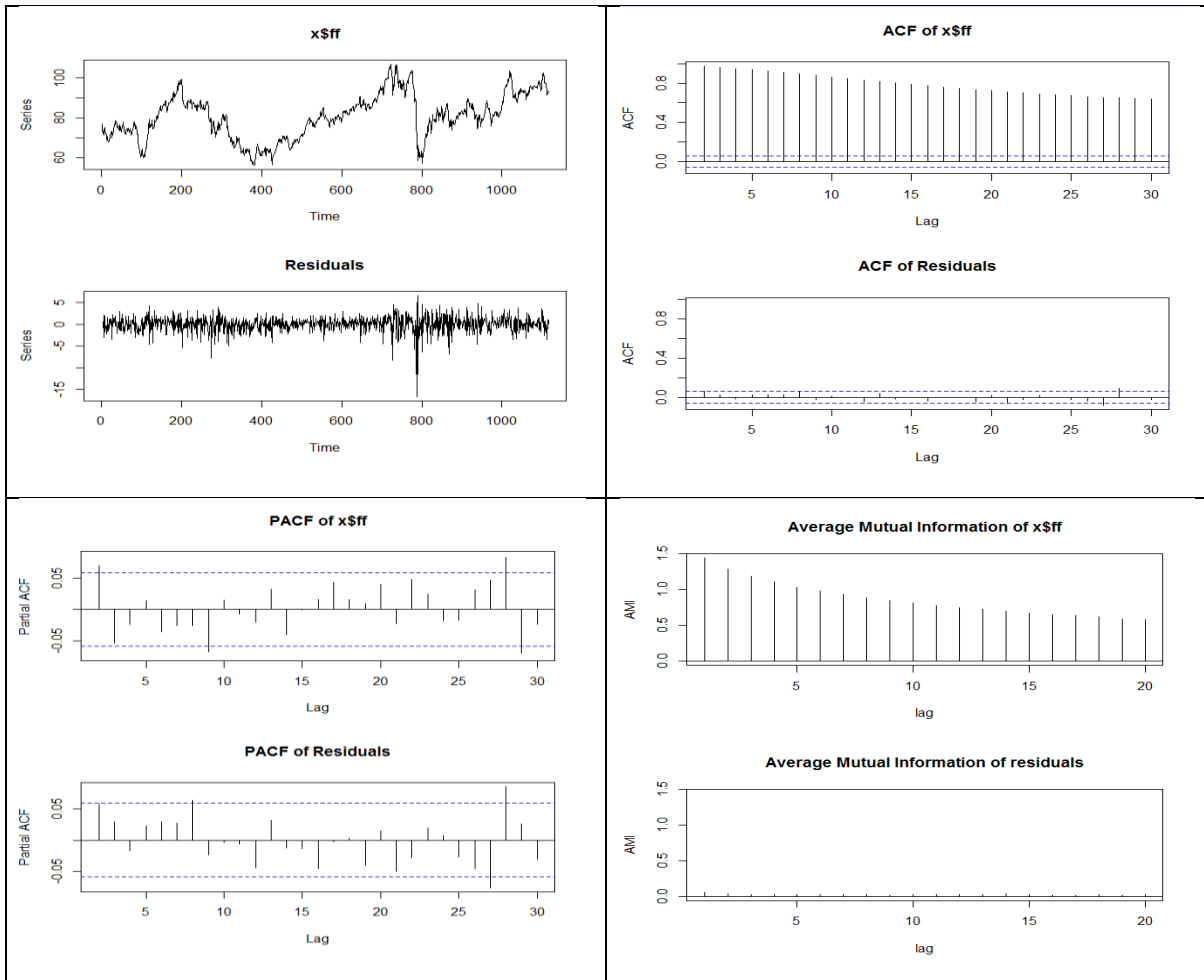 x$ff
Series
60 80 100
0 200 400 600 800 1000
Time
Residuals
Series
-15 -5 0 5
0 200 400 600 800 1000
Time
ACF of x$ff
ACF
0.0 0.4 0.8
5 10 15 20 25 30
Lag
ACF of Residuals
ACF
0.0 0.4 0.8
5 10 15 20 25 30
Lag
PACF of x$ff
Partial ACF
-0.05 0.05
5 10 15 20 25 30
Lag
PACF of Residuals
Partial ACF
-0.05 0.05
5 10 15 20 25 30
Lag
Average Mutual Information of x$ff
AMI
0.0 0.5 1.0 1.5
5 10 15 20
lag
Average Mutual Information of residuals
AMI
0.0 0.5 1.0 1.5
5 10 15 20
lag